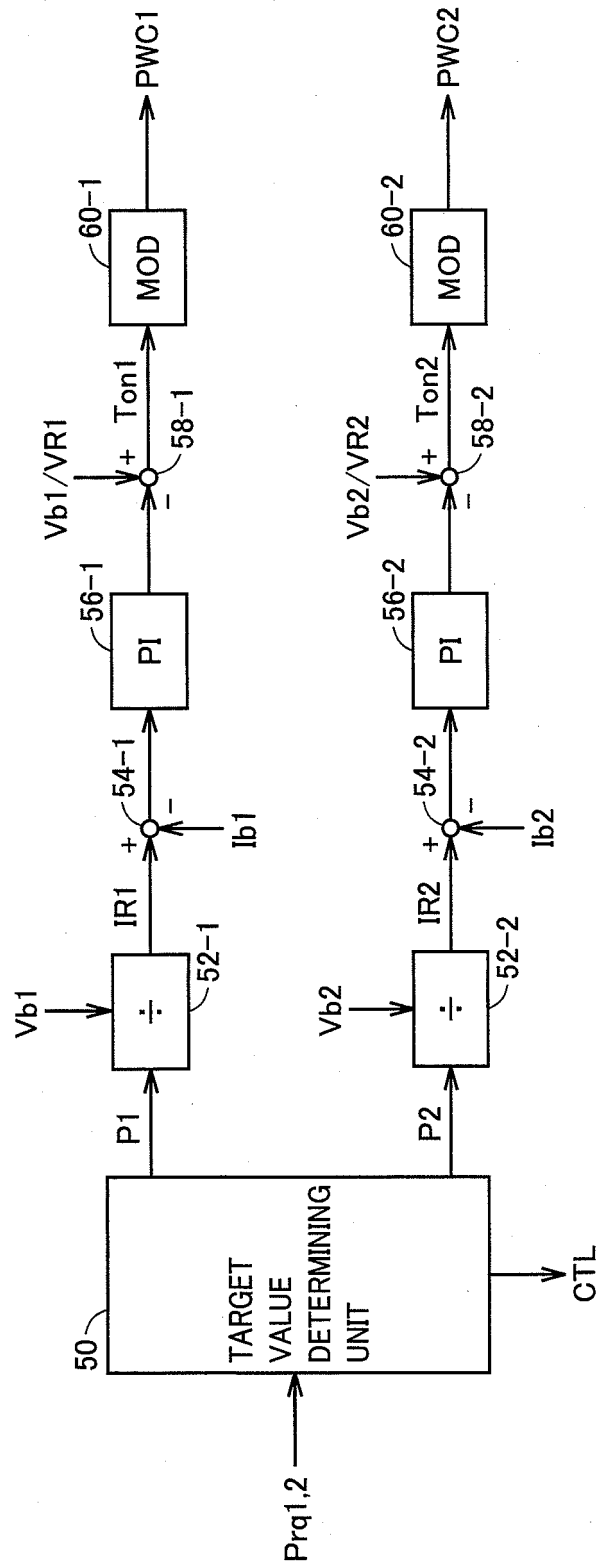 Prq1,2
50
TARGET
VALUE
DETERMINING
UNIT
CTL
P1
Vb1
÷
52-1
IR1
+
54-1
−
Ib1
PI
56-1
Vb1/VR1
+
−
58-1
Ton1
MOD
60-1
PWC1
P2
Vb2
÷
52-2
IR2
+
54-2
−
Ib2
PI
56-2
Vb2/VR2
+
−
58-2
Ton2
MOD
60-2
PWC2